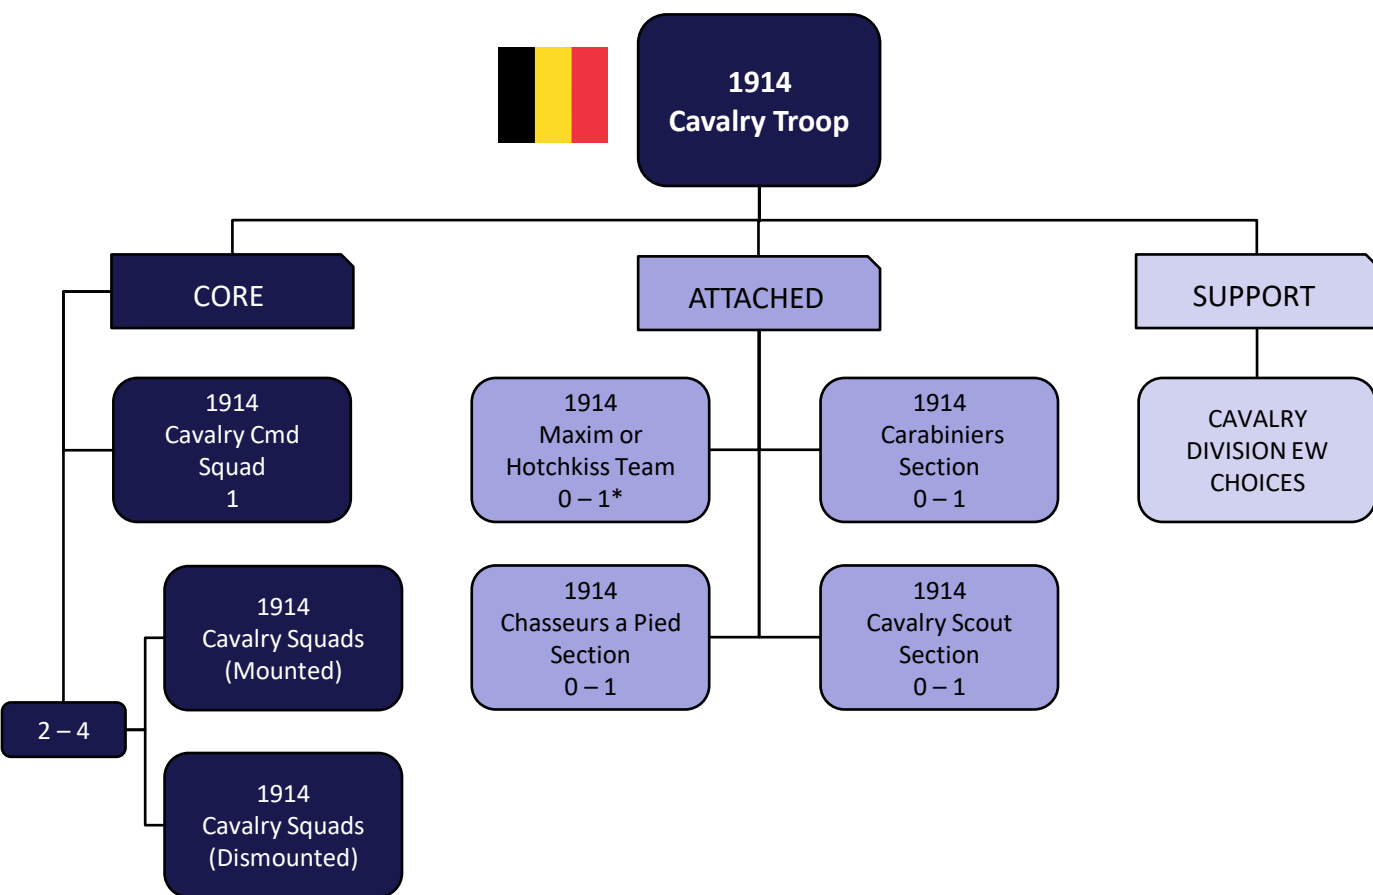 1914
Cavalry Troop
CORE
ATTACHED
SUPPORT
1914
Cavalry Cmd
Squad
1
1914
Maxim or
Hotchkiss Team
0 – 1*
1914
Carabiniers
Section
0 – 1
CAVALRY
DIVISION EW
CHOICES
1914
Cavalry Squads
(Mounted)
1914
Chasseurs a Pied
Section
0 – 1
1914
Cavalry Scout
Section
0 – 1
2 – 4
1914
Cavalry Squads
(Dismounted)